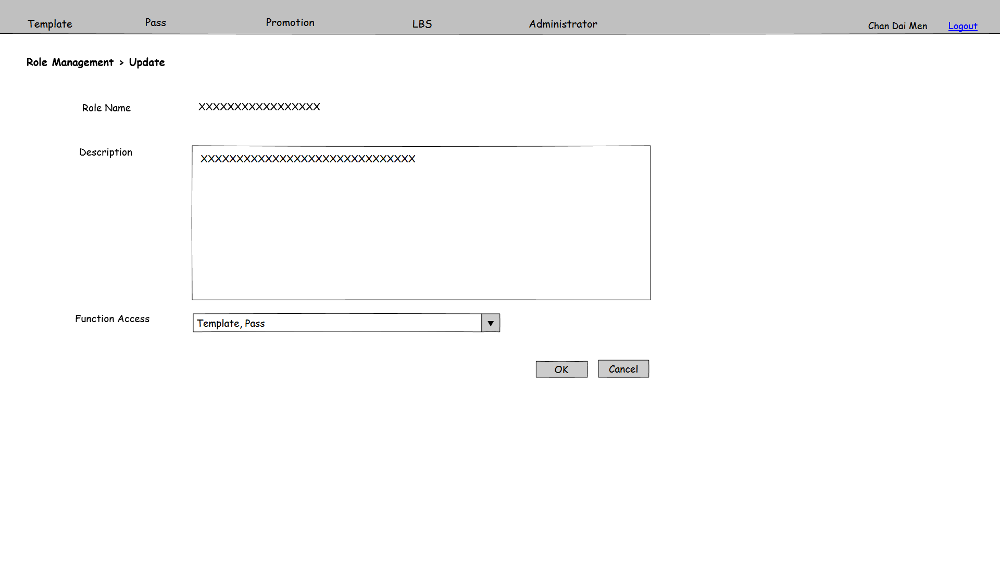 Template Pass Promotion LBS Administrator Chan Dai Men Logout
Role Management > Update
Role Name XXXXXXXXXXXXXXXXX
Description XXXXXXXXXXXXXXXXXXXXXXXXXXXXXX
Function Access Template, Pass
OK Cancel